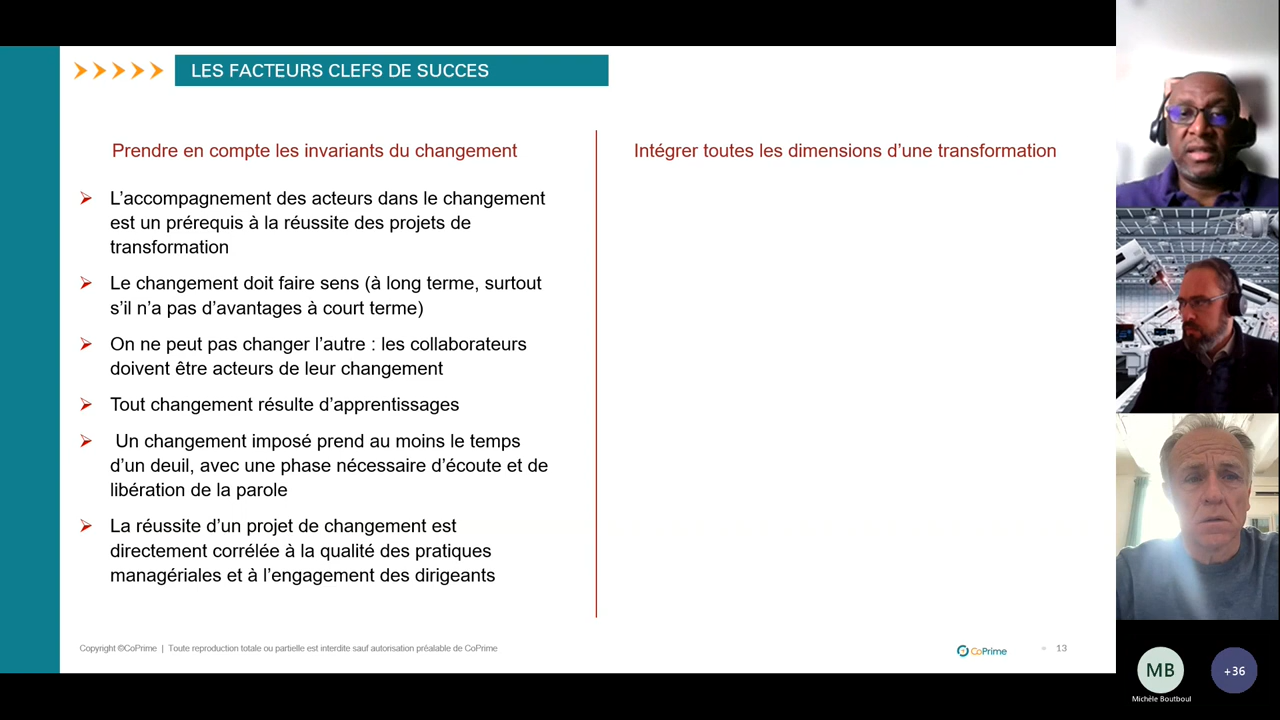 LES FACTEURS CLEFS DE SUCCES
Prendre en compte les invariants du changement
L'accompagnement des acteurs dans le changement
est un prérequis à la réussite des projets de
transformation
Le changement doit faire sens (à long terme, surtout
s'il n'a pas d'avantages à court terme)
On ne peut pas changer l'autre : les collaborateurs
doivent être acteurs de leur changement
Tout changement résulte d'apprentissages
Un changement imposé prend au moins le temps
d'un deuil, avec une phase nécessaire d'écoute et de
libération de la parole
La réussite d'un projet de changement est
directement corrélée à la qualité des pratiques
managériales et à l'engagement des dirigeants
Intégrer toutes les dimensions d'une transformation
Copyright ©CoPrime | Toute reproduction totale ou partielle est interdite sauf autorisation préalable de CoPrime
CoPrime
13
MB
Michèle Boutboul
+36